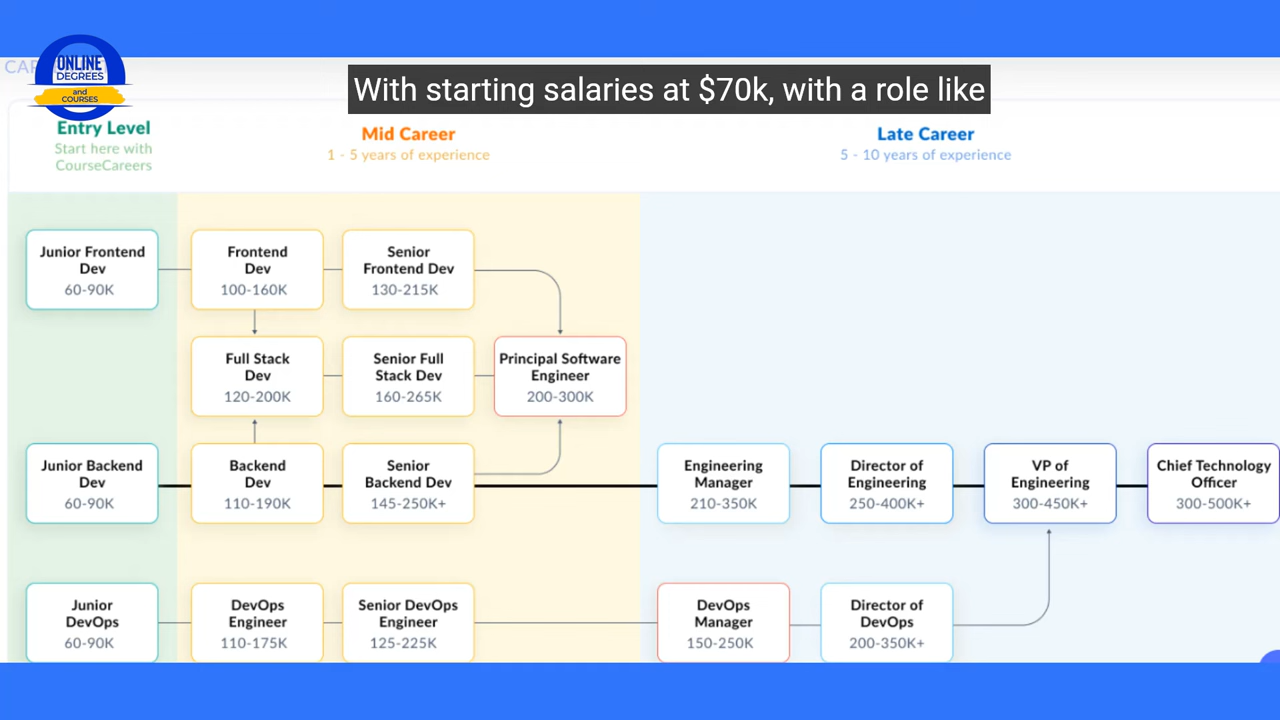 CAR
ONLINE
DEGREES
and
COURSES
With starting salaries at $70k, with a role like
Entry Level
Start here with
CourseCareers
Mid Career
1 - 5 years of experience
Late Career
5 - 10 years of experience
Junior Frontend
Dev
60-90K
Frontend
Dev
100-160K
Senior
Frontend Dev
130-215K
Full Stack
Dev
120-200K
Senior Full
Stack Dev
160-265K
Principal Software
Engineer
200-300K
Junior Backend
Dev
60-90K
Backend
Dev
110-190K
Senior
Backend Dev
145-250K+
Engineering
Manager
210-350K
Director of
Engineering
250-400K+
VP of
Engineering
300-450K+
Chief Technology
Officer
300-500K+
Junior
DevOps
60-90K
DevOps
Engineer
110-175K
Senior DevOps
Engineer
125-225K
DevOps
Manager
150-250K
Director of
DevOps
200-350K+